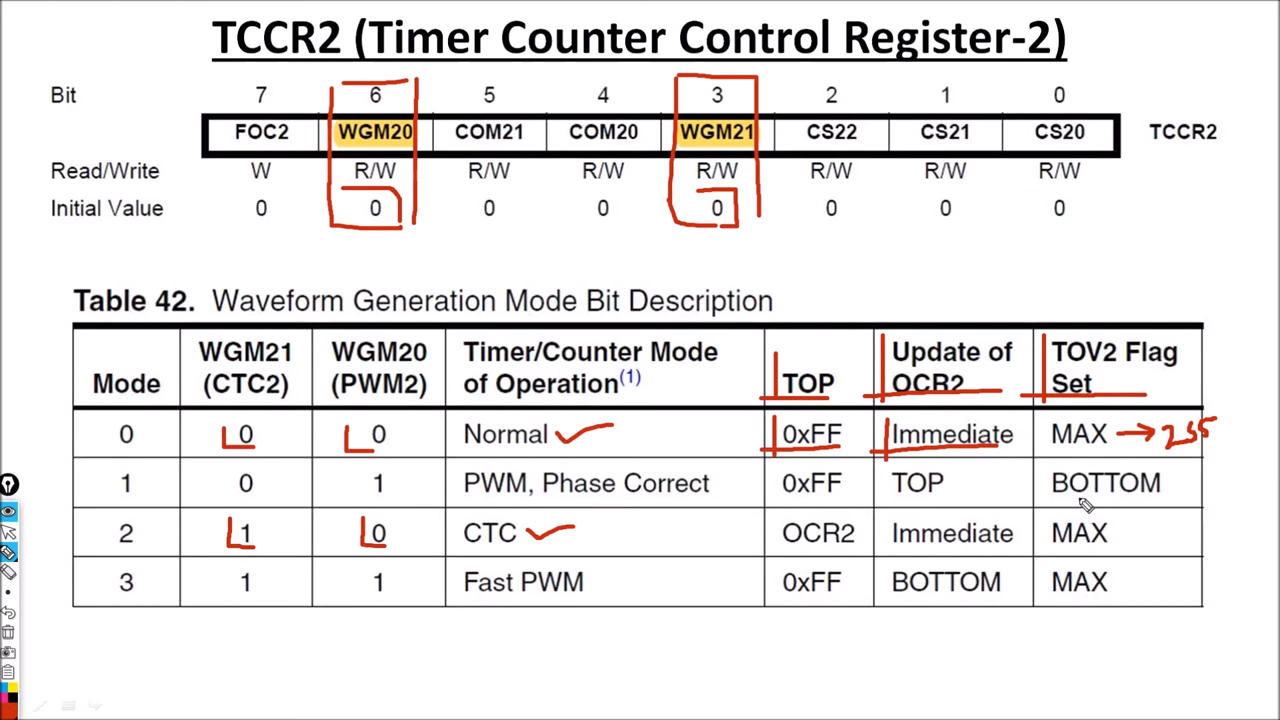 TCCR2 (Timer Counter Control Register-2)
Bit 7 6 5 4 3 2 1 0
FOC2 WGM20 COM21 COM20 WGM21 CS22 CS21 CS20 TCCR2
Read/Write W R/W R/W R/W R/W R/W R/W R/W
Initial Value 0 0 0 0 0 0 0 0
Table 42. Waveform Generation Mode Bit Description
Mode WGM21 (CTC2) WGM20 (PWM2) Timer/Counter Mode of Operation(1) TOP Update of OCR2 TOV2 Flag Set
0 0 0 Normal 0xFF Immediate MAX → 255
1 0 1 PWM, Phase Correct 0xFF TOP BOTTOM
2 1 0 CTC OCR2 Immediate MAX
3 1 1 Fast PWM 0xFF BOTTOM MAX